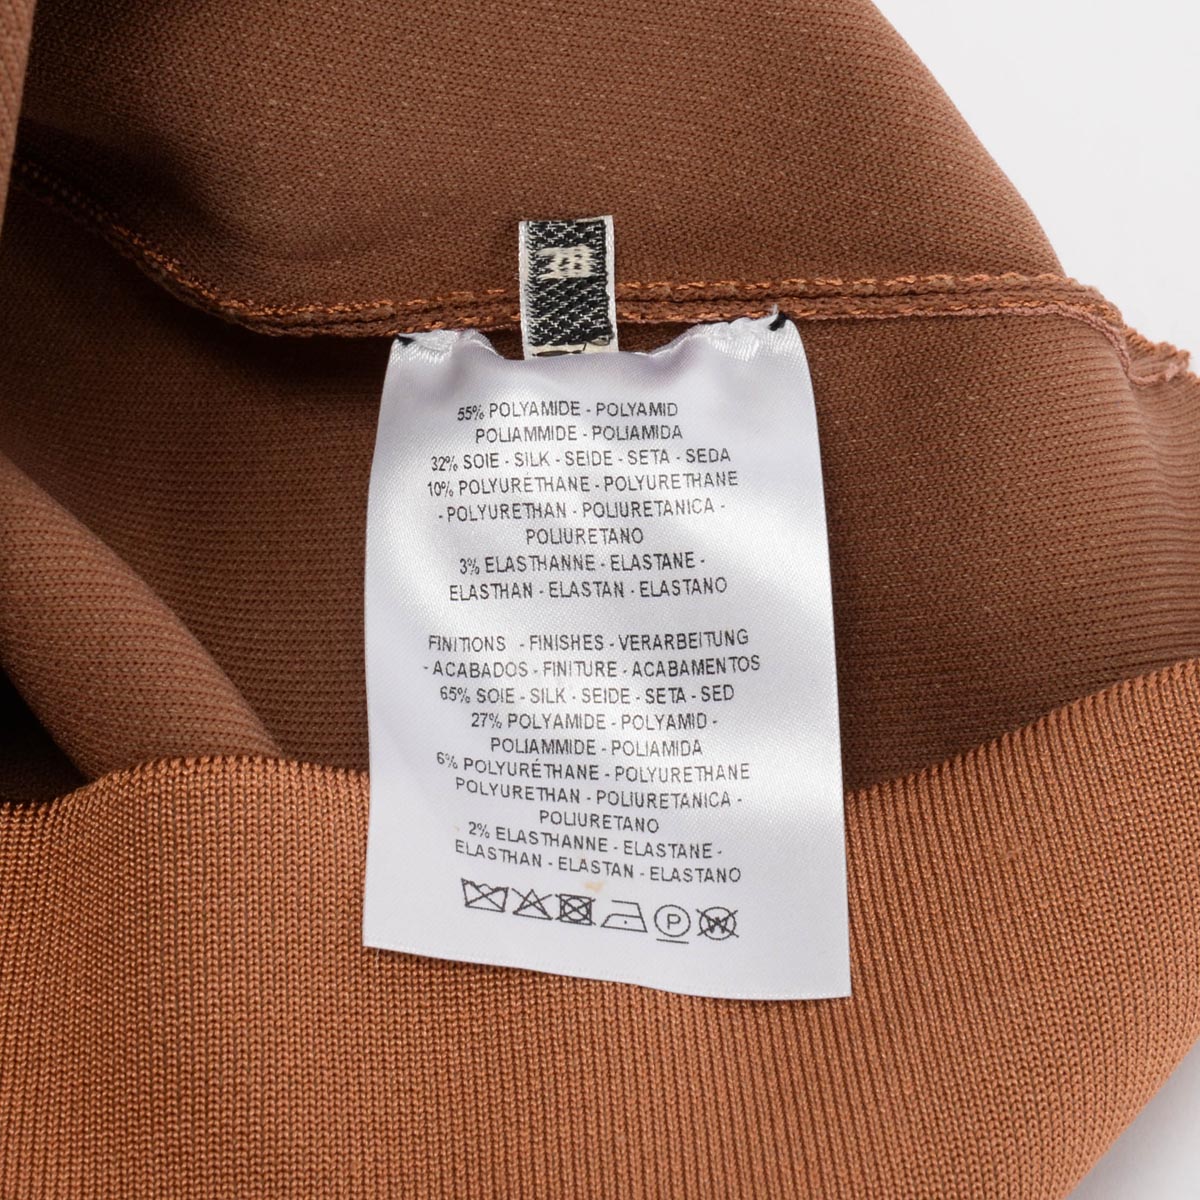 38
55% POLYAMIDE - POLYAMID
POLIAMMIDE - POLIAMIDA
32% SOIE - SILK - SEIDE - SETA - SEDA
10% POLYURÉTHANE - POLYURETHANE
- POLYURETHAN - POLIURETANICA -
POLIURETANO
3% ELASTHANNE - ELASTANE -
ELASTHAN - ELASTAN - ELASTANO
FINITIONS - FINISHES - VERARBEITUNG
- ACABADOS - FINITURE - ACABAMENTOS
65% SOIE - SILK - SEIDE - SETA - SED
27% POLYAMIDE - POLYAMID -
POLIAMMIDE - POLIAMIDA
6% POLYURÉTHANE - POLYURETHANE
POLYURETHAN - POLIURETANICA -
POLIURETANO
2% ELASTHANNE - ELASTANE -
ELASTHAN - ELASTAN - ELASTANO
P W